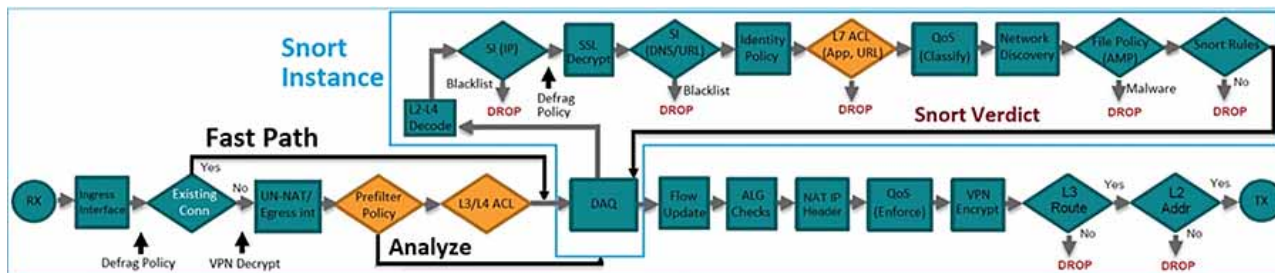 Snort
Instance
SI (IP)
SSL
Decrypt
SI
(DNS/URL)
Identity
Policy
L7 ACL
(App, URL)
QoS
(Classify)
Network
Discovery
File Policy
(AMP)
Snort Rules
Blacklist
DROP
Defrag
Policy
Blacklist
DROP
DROP
Malware
DROP
No
DROP
L2-L4
Decode
Snort Verdict
Fast Path
Yes
RX
Ingress
Interface
Existing
Conn
No
UN-NAT/
Egress int
Prefilter
Policy
L3/L4 ACL
DAQ
Flow
Update
ALG
Checks
NAT IP
Header
QoS
(Enforce)
VPN
Encrypt
L3
Route
Yes
L2
Addr
Yes
TX
Defrag Policy
VPN Decrypt
Analyze
No
DROP
No
DROP